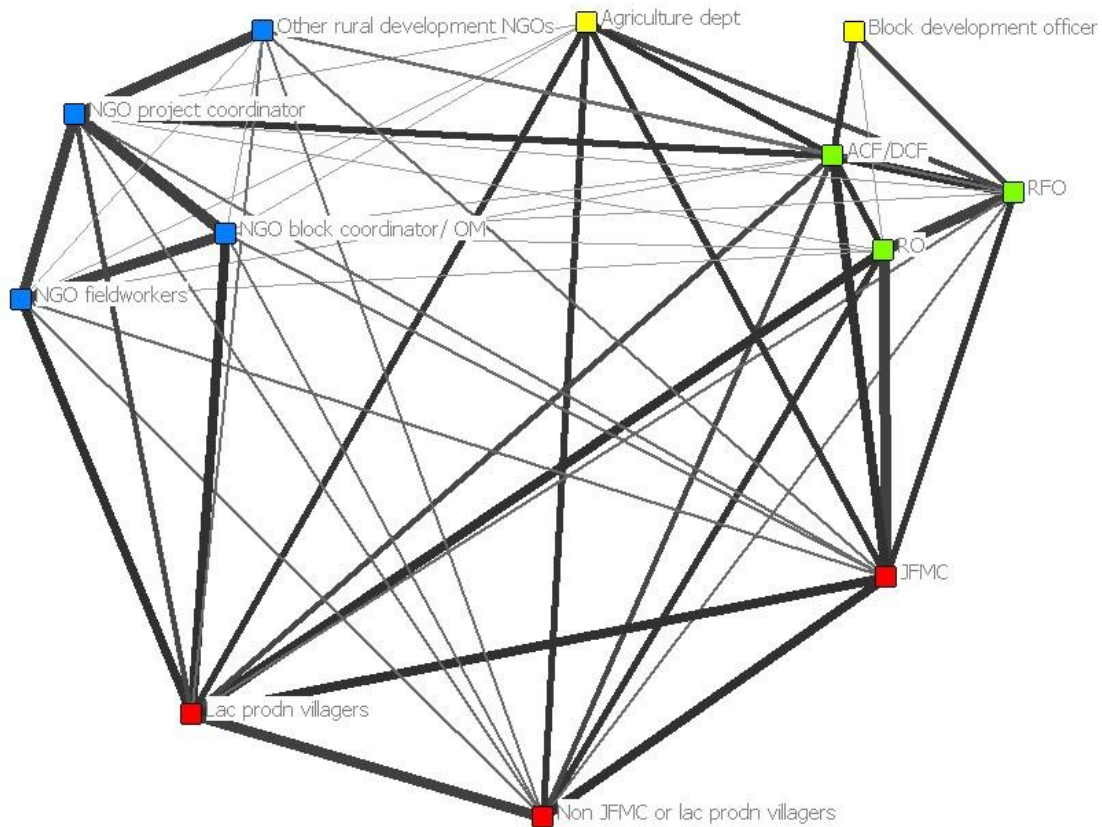 Other rural development NGOs
Agriculture dept
Block development officer
NGO project coordinator
ACF/DCF
RFO
NGO block coordinator/ OM
RO
NGO fieldworkers
JFMC
Lac prodn villagers
Non JFMC or lac prodn villagers